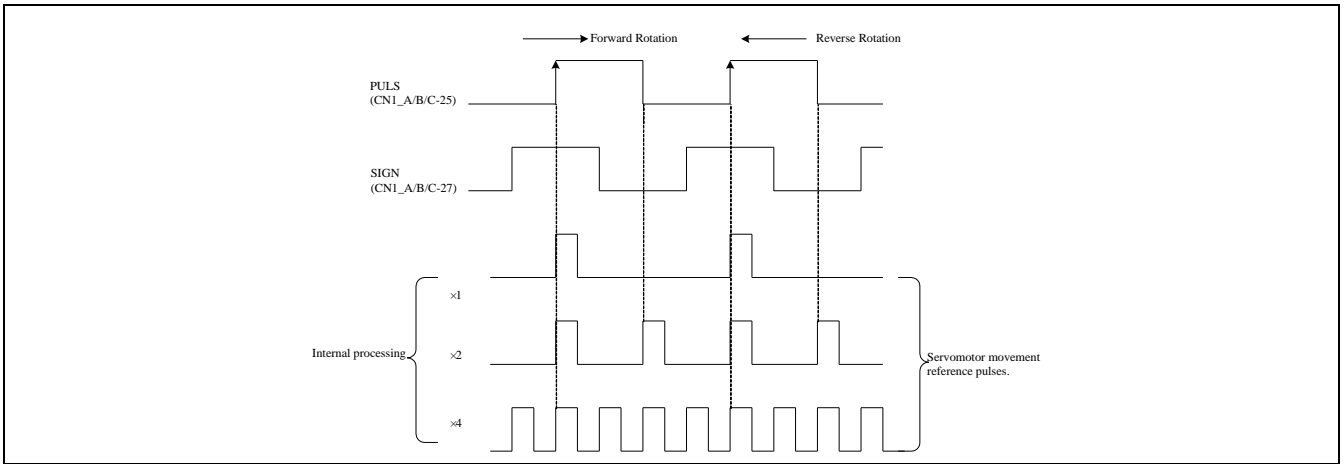 Forward Rotation
Reverse Rotation
PULS
(CN1_A/B/C-25)
SIGN
(CN1_A/B/C-27)
×1
Internal processing
×2
Servomotor movement
reference pulses.
×4